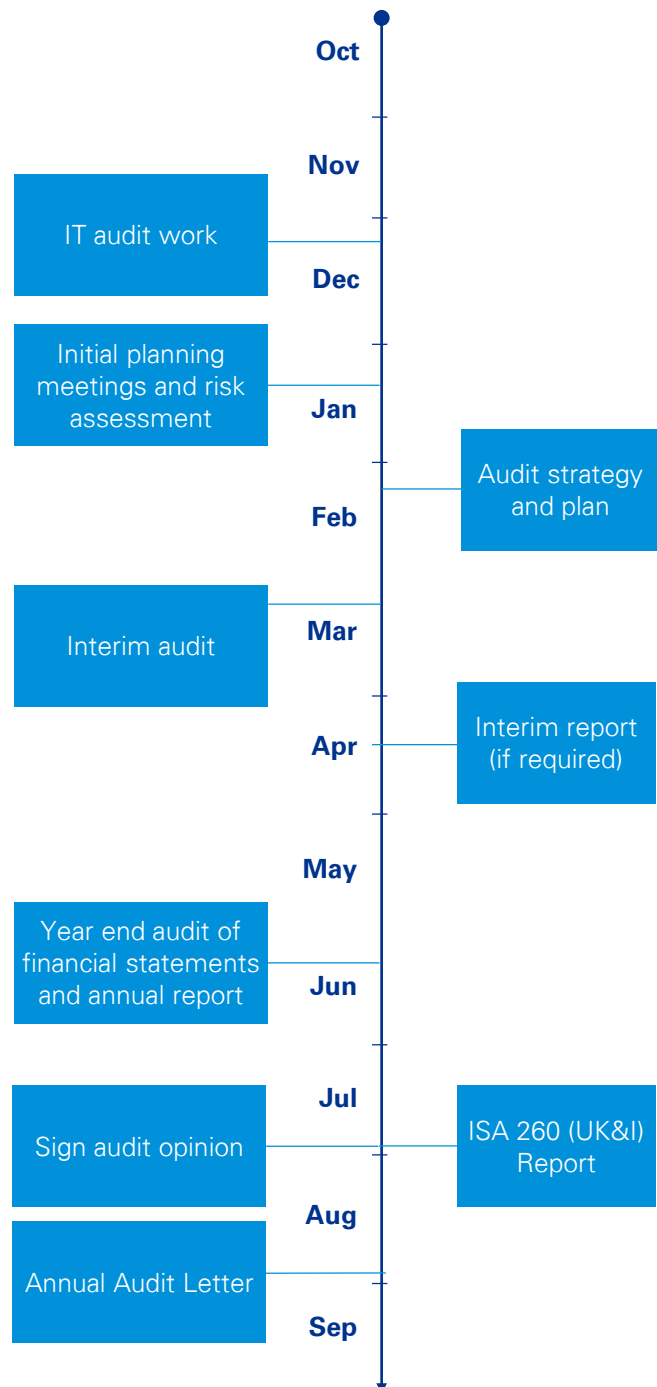 Oct
Nov
IT audit work
Dec
Initial planning
meetings and risk
assessment
Jan
Audit strategy
and plan
Feb
Interim audit
Mar
Interim report
(if required)
Apr
May
Year end audit of
financial statements
and annual report
Jun
Jul
Sign audit opinion
ISA 260 (UK&I)
Report
Aug
Annual Audit Letter
Sep